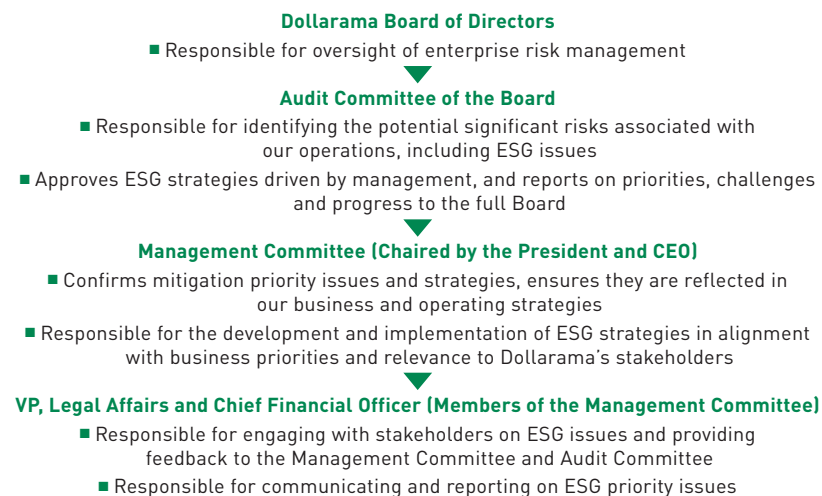 Dollarama Board of Directors
■ Responsible for oversight of enterprise risk management
Audit Committee of the Board
■ Responsible for identifying the potential significant risks associated with
our operations, including ESG issues
■ Approves ESG strategies driven by management, and reports on priorities, challenges
and progress to the full Board
Management Committee (Chaired by the President and CEO)
■ Confirms mitigation priority issues and strategies, ensures they are reflected in
our business and operating strategies
■ Responsible for the development and implementation of ESG strategies in alignment
with business priorities and relevance to Dollarama's stakeholders
VP, Legal Affairs and Chief Financial Officer (Members of the Management Committee)
■ Responsible for engaging with stakeholders on ESG issues and providing
feedback to the Management Committee and Audit Committee
■ Responsible for communicating and reporting on ESG priority issues